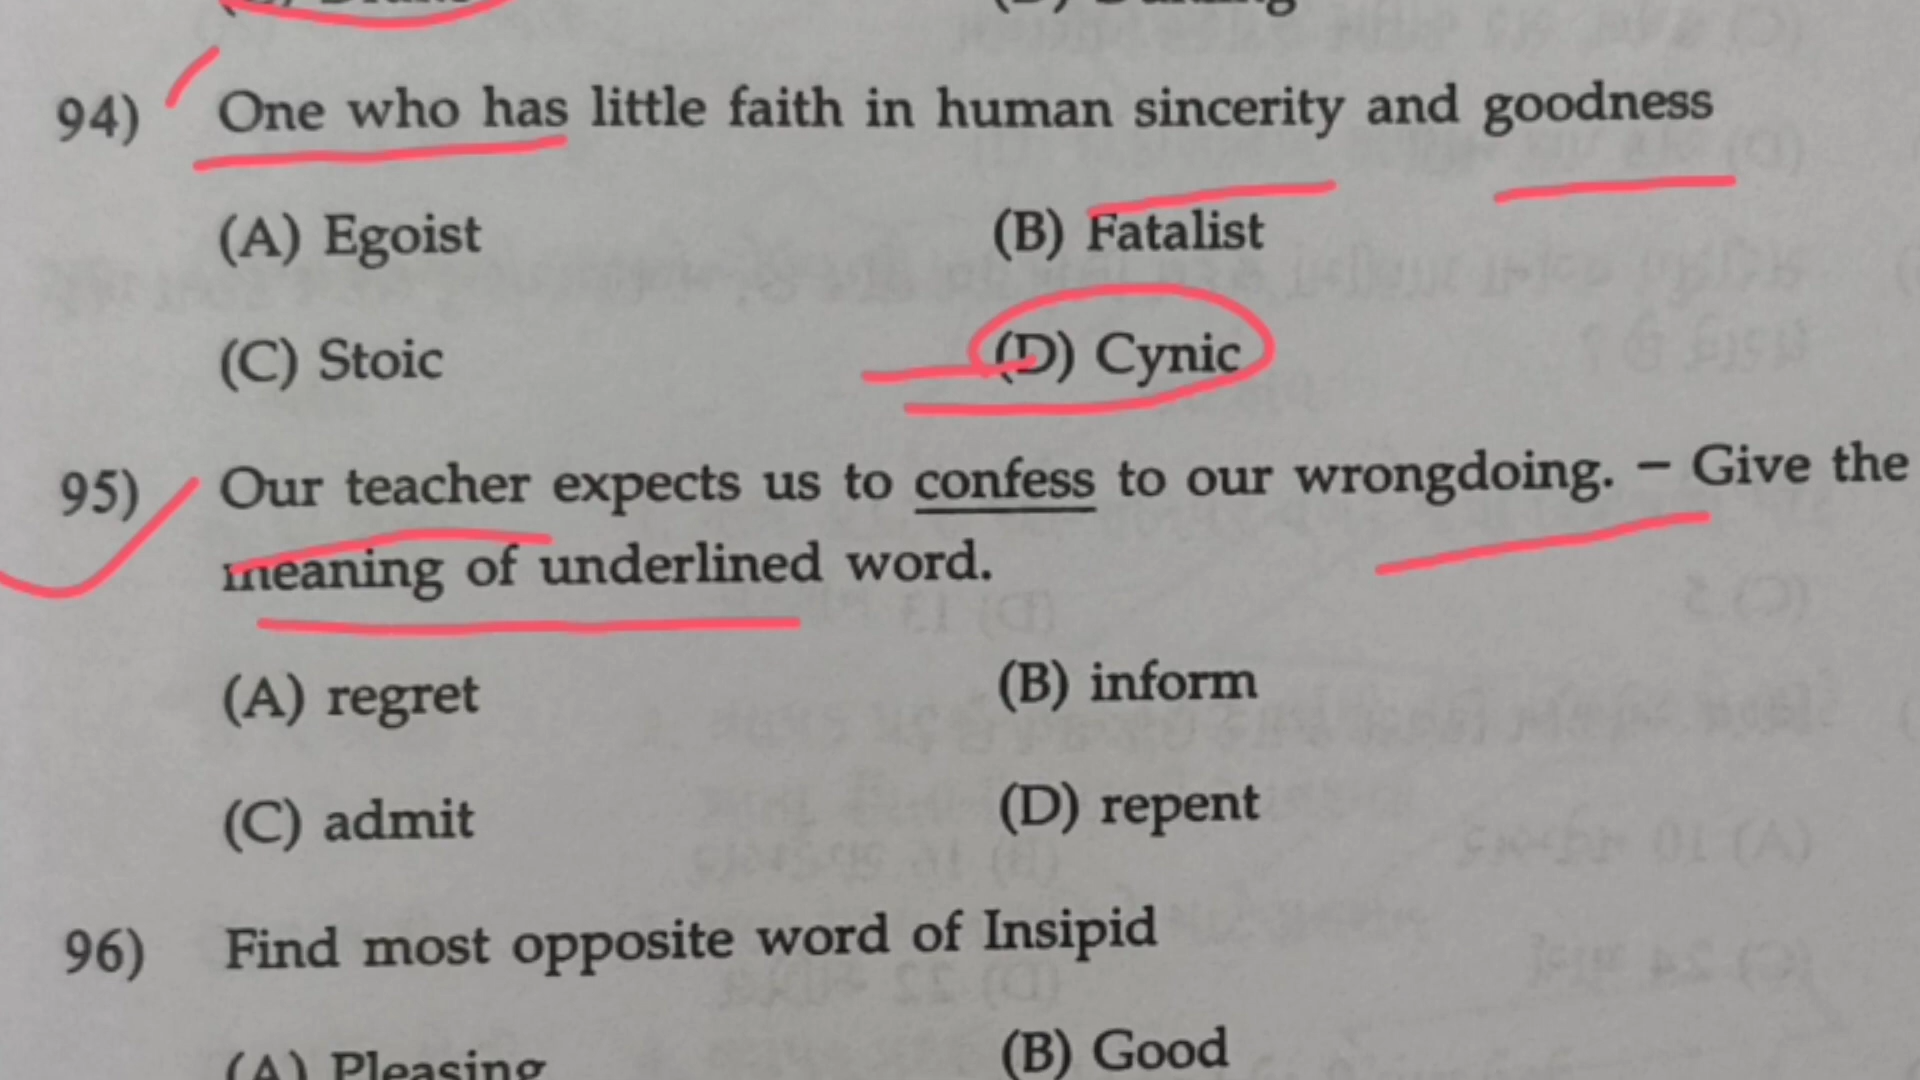 94) One who has little faith in human sincerity and goodness
(A) Egoist (B) Fatalist
(C) Stoic (D) Cynic
95) Our teacher expects us to confess to our wrongdoing. – Give the
meaning of underlined word.
(A) regret (B) inform
(C) admit (D) repent
96) Find most opposite word of Insipid
(A) Pleasing (B) Good